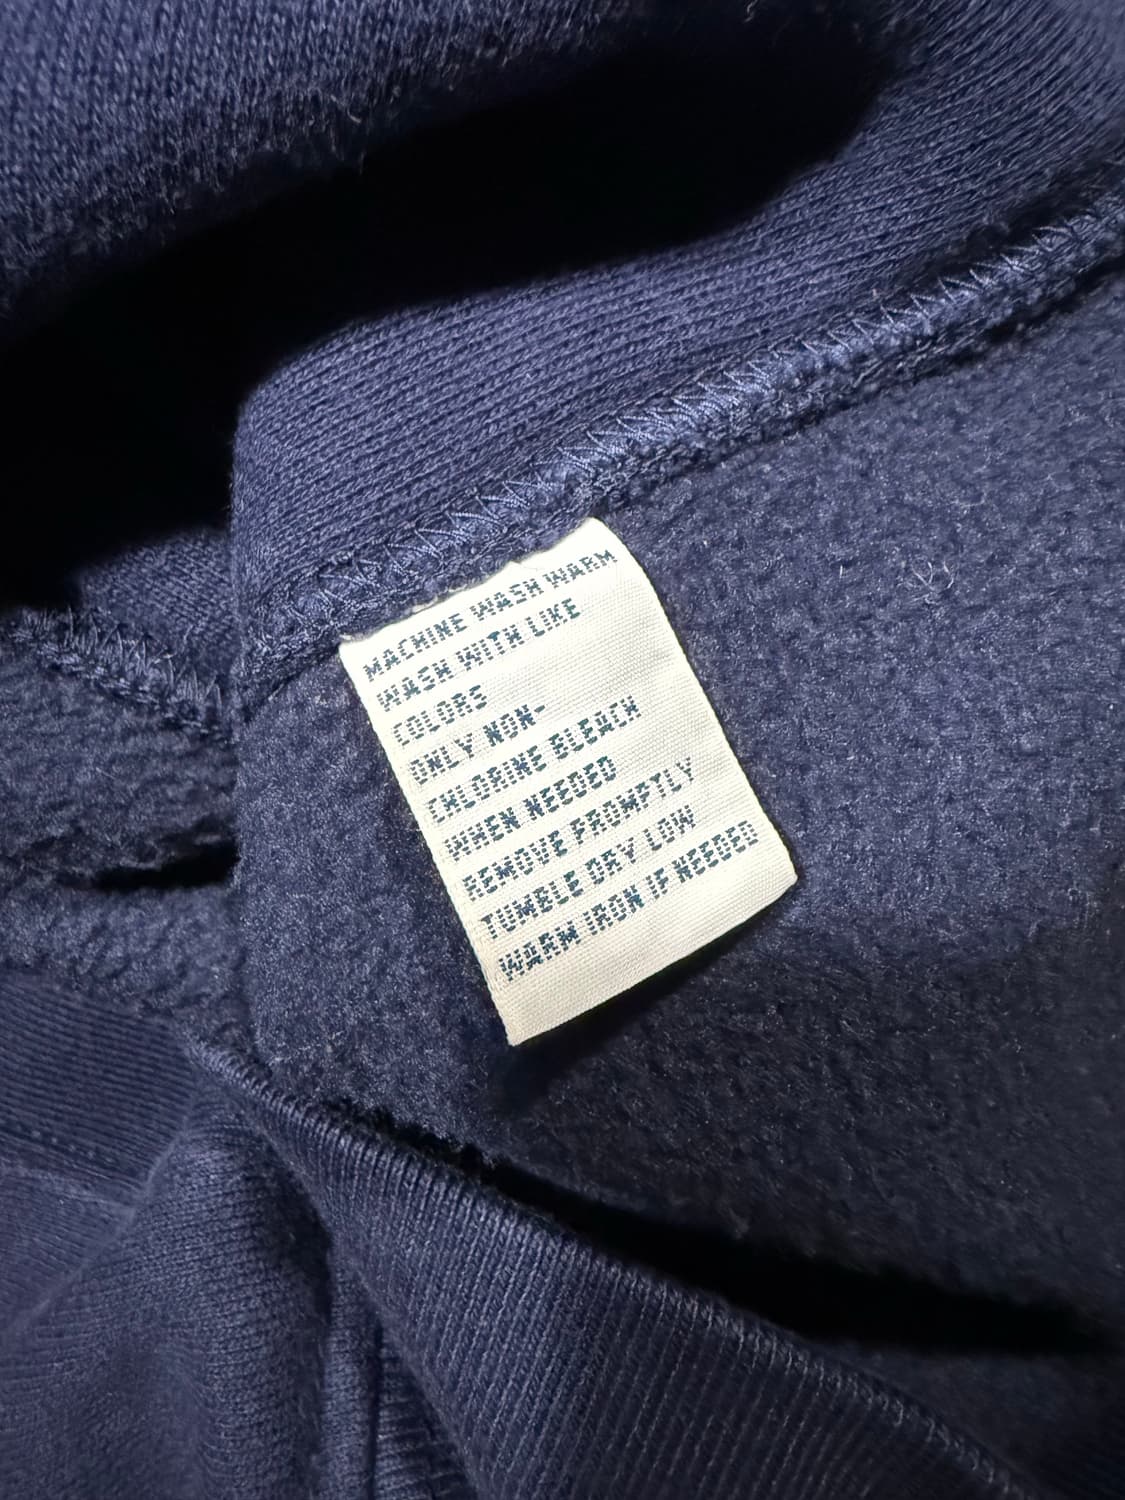 MACHINE WASH WARM
WASH WITH LIKE
COLORS
ONLY NON-
CHLORINE BLEACH
WHEN NEEDED
REMOVE PROMPTLY
TUMBLE DRY LOW
WARM IRON IF NEEDED